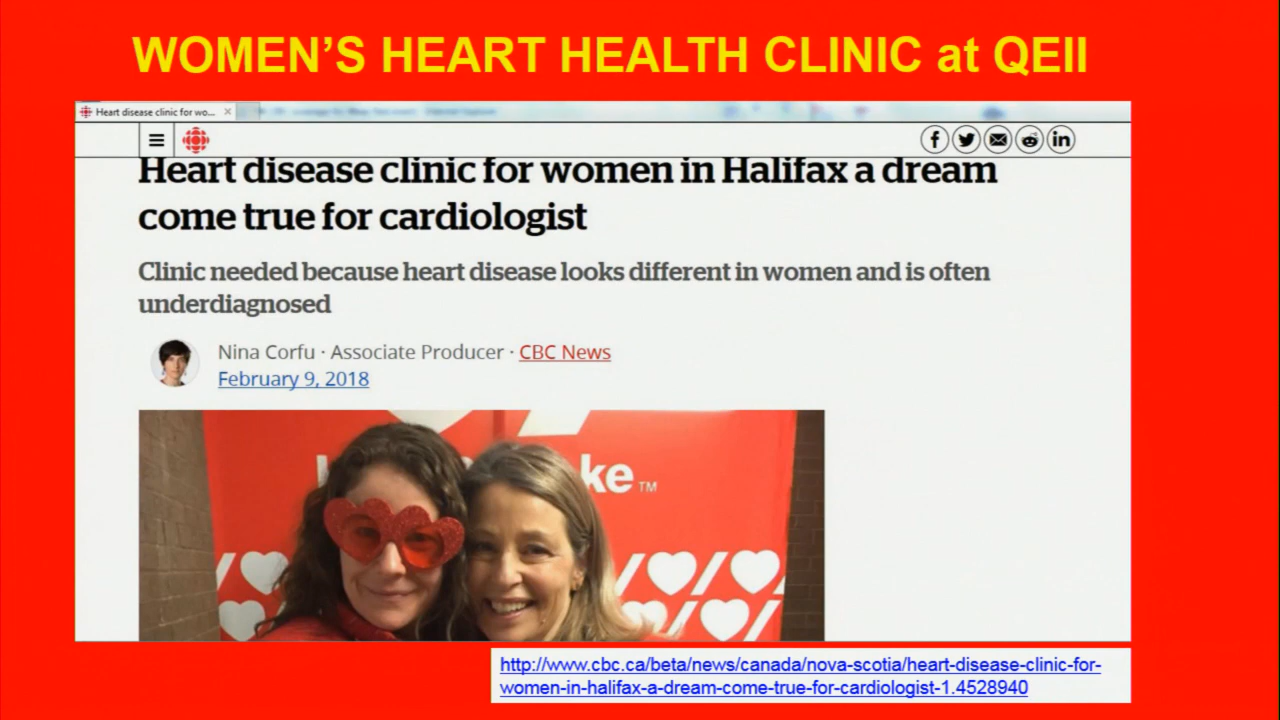 WOMEN’S HEART HEALTH CLINIC at QEII
Heart disease clinic for wo...
Heart disease clinic for women in Halifax a dream
come true for cardiologist
Clinic needed because heart disease looks different in women and is often
underdiagnosed
Nina Corfu · Associate Producer · CBC News
February 9, 2018
ke™
http://www.cbc.ca/beta/news/canada/nova-scotia/heart-disease-clinic-for-
women-in-halifax-a-dream-come-true-for-cardiologist-1.4528940